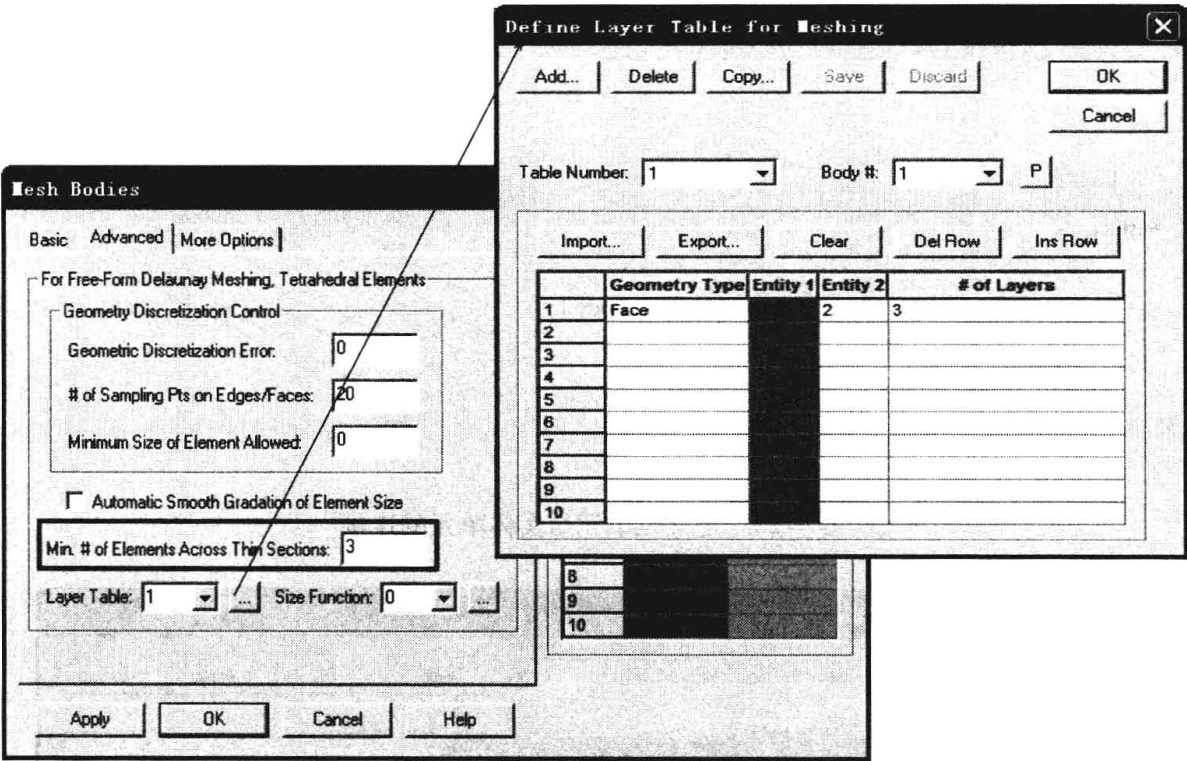 Define Layer Table for Meshing
Add... Delete Copy... Save Discard OK
Cancel
Table Number: 1 Body #: 1 P
Import... Export... Clear Del Row Ins Row
Geometry Type Entity 1 Entity 2 # of Layers
1 Face 2 3
2
3
4
5
6
7
8
9
10
Mesh Bodies
Basic Advanced More Options
For Free-Form Delaunay Meshing, Tetrahedral Elements
Geometry Discretization Control
Geometric Discretization Error: 0
# of Sampling Pts on Edges/Faces: 20
Minimum Size of Element Allowed: 0
Automatic Smooth Gradation of Element Size
Min. # of Elements Across Thin Sections: 3
Layer Table: 1 ... Size Function: 0 ...
8
9
10
Apply OK Cancel Help